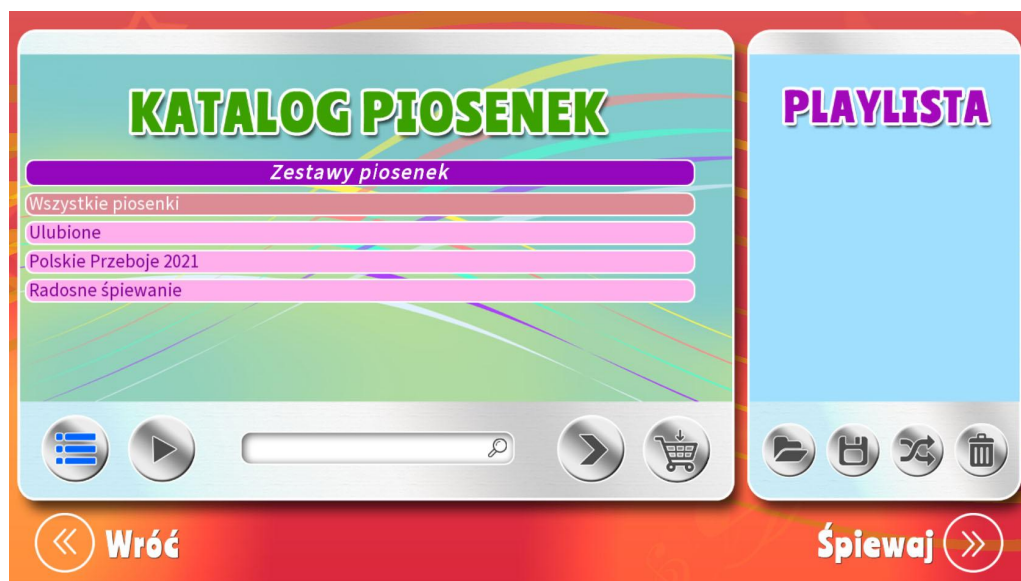 KATALOG PIOSENEK
Zestawy piosenek
Wszystkie piosenki
Ulubione
Polskie Przeboje 2021
Radosne śpiewanie
PLAYLISTA
Wróć
Śpiewaj